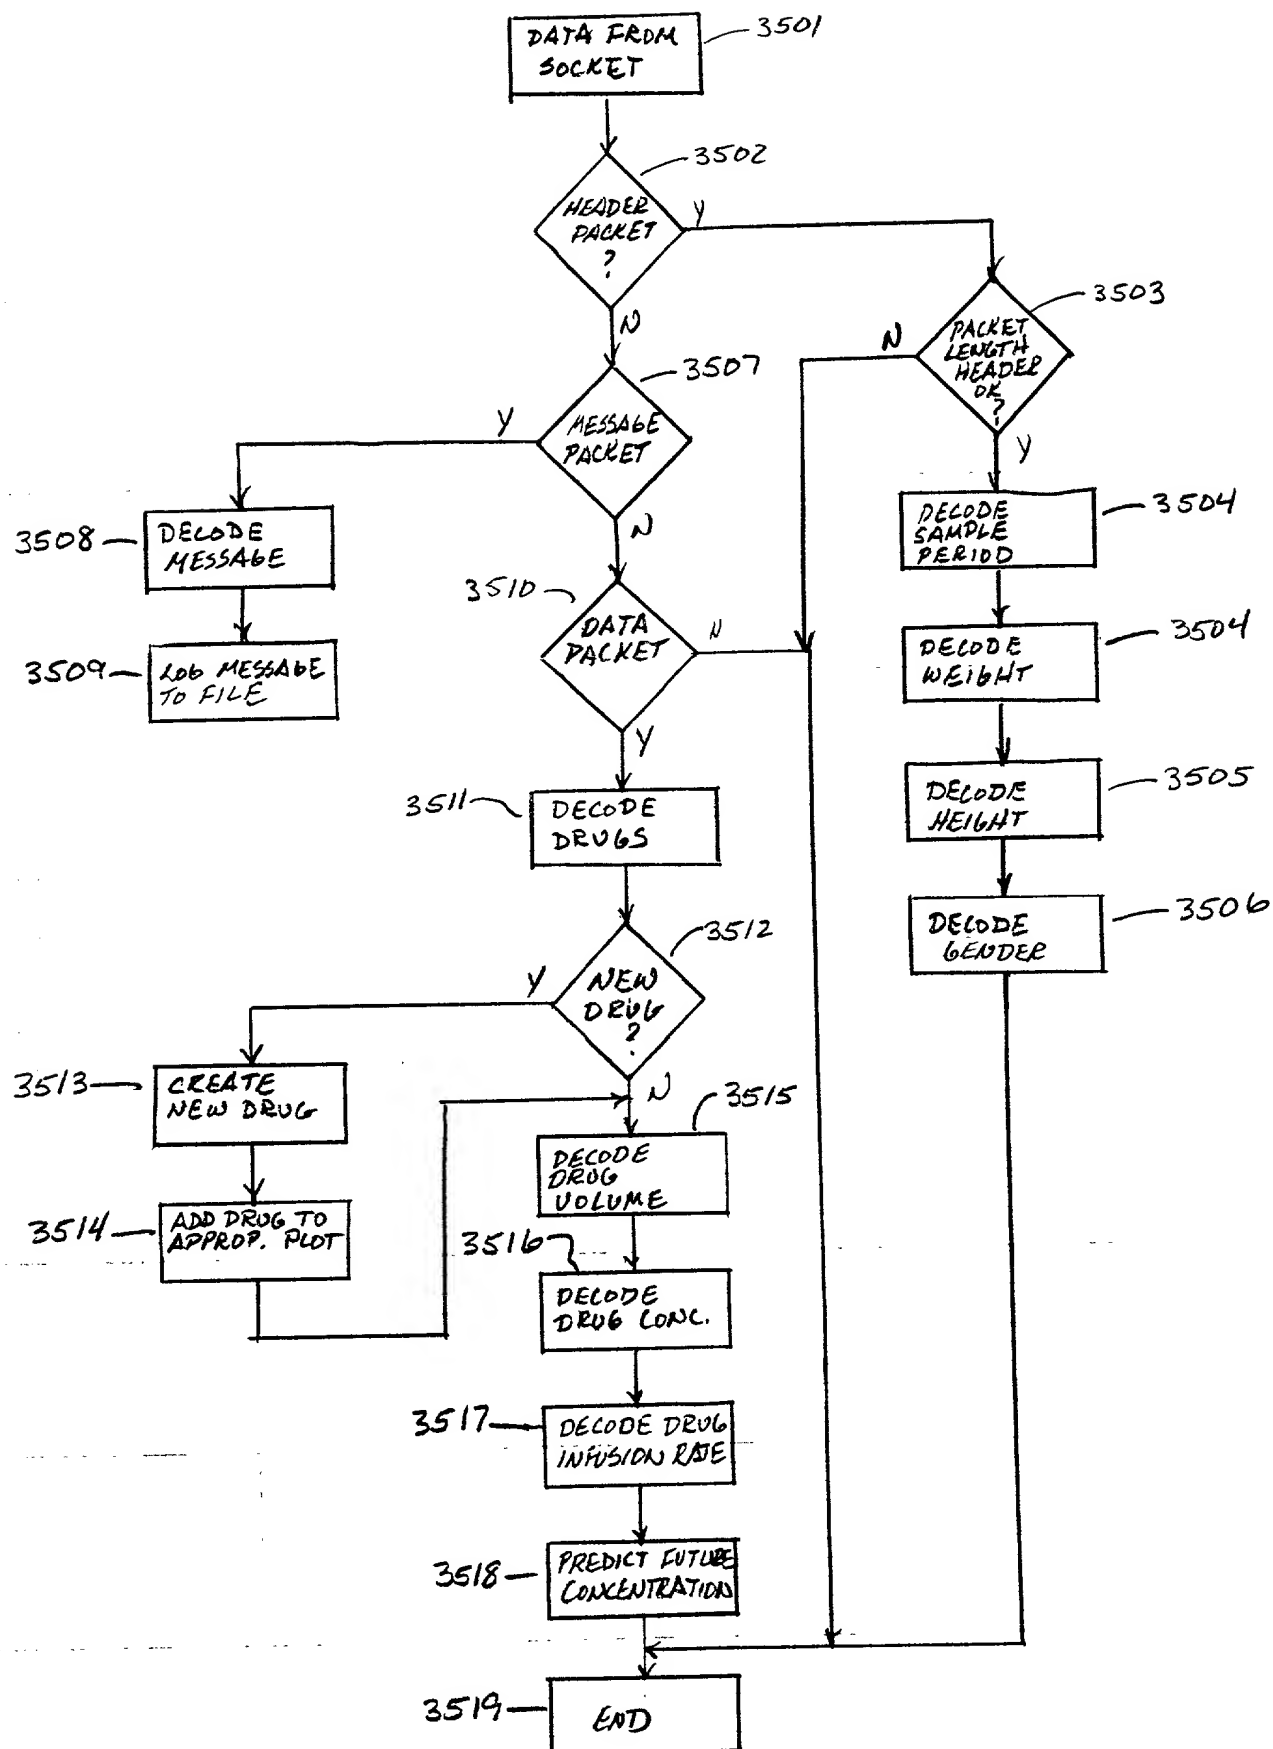 DATA FROM
SOCKET
3501
3502
HEADER
PACKET
?
Y
N
3503
PACKET
LENGTH
HEADER
OK
?
N
Y
3507
MESSAGE
PACKET
Y
N
3508
DECODE
MESSAGE
3504
DECODE
SAMPLE
PERIOD
3509
LOG MESSAGE
TO FILE
3510
DATA
PACKET
N
Y
3504
DECODE
WEIGHT
3511
DECODE
DRUGS
3505
DECODE
HEIGHT
3506
DECODE
GENDER
3512
NEW
DRUG
?
Y
N
3513
CREATE
NEW DRUG
3514
ADD DRUG TO
APPROP. PLOT
3515
DECODE
DRUG
VOLUME
3516
DECODE
DRUG CONC.
3517
DECODE DRUG
INFUSION RATE
3518
PREDICT FUTURE
CONCENTRATION
3519
END